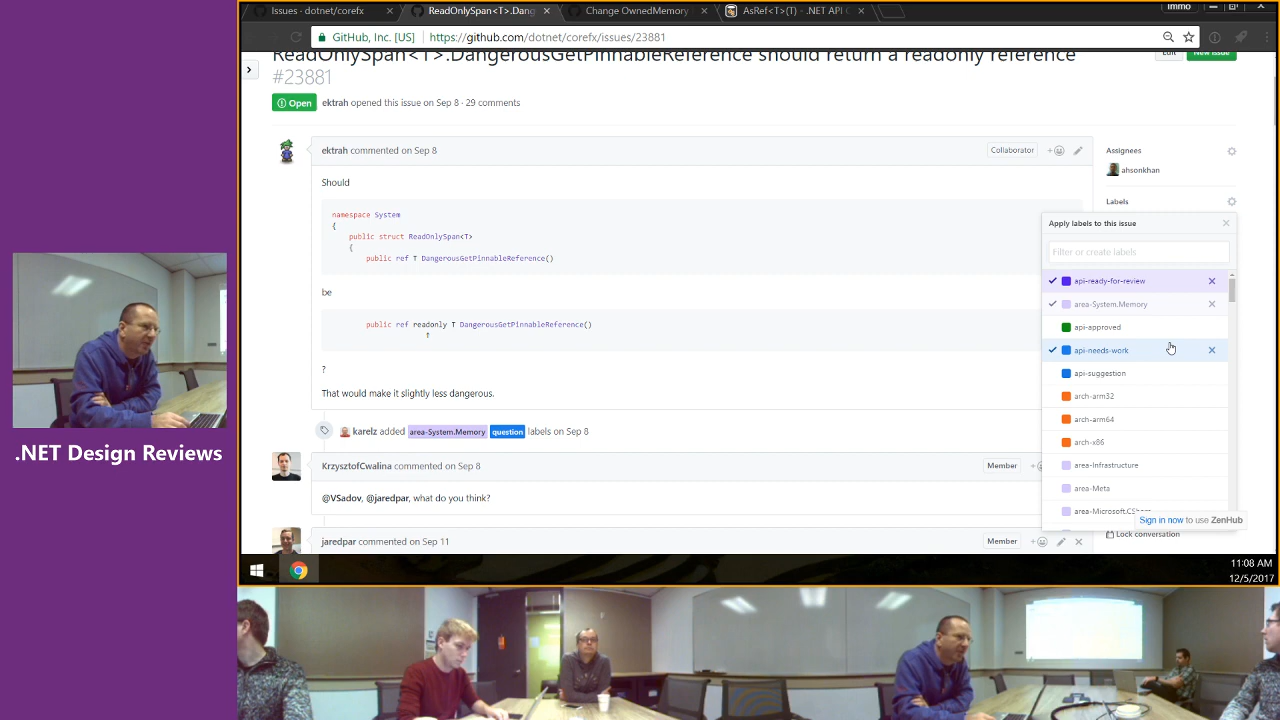 Issues · dotnet/corefx
ReadOnlySpan<T>.Dang
Change OwnedMemory
AsRef<T>(T) - .NET API C
Immo
GitHub, Inc. [US]
https://github.com/dotnet/corefx/issues/23881
ReadOnlySpan<T>.DangerousGetPinnableReference should return a readonly reference
#23881
Edit
New issue
Open
ektrah opened this issue on Sep 8 · 29 comments
ektrah commented on Sep 8
Collaborator
Should
namespace System
{
public struct ReadOnlySpan<T>
{
public ref T DangerousGetPinnableReference()
be
public ref readonly T DangerousGetPinnableReference()
↑
?
That would make it slightly less dangerous.
karelz added area-System.Memory question labels on Sep 8
KrzysztofCwalina commented on Sep 8
Member
@VSadov, @jaredpar, what do you think?
jaredpar commented on Sep 11
Member
Assignees
ahsonkhan
Labels
Apply labels to this issue
Filter or create labels
api-ready-for-review
area-System.Memory
api-approved
api-needs-work
api-suggestion
arch-arm32
arch-arm64
arch-x86
area-Infrastructure
area-Meta
area-Microsoft.CSharp
Sign in now to use ZenHub
Lock conversation
11:08 AM
12/5/2017
.NET Design Reviews